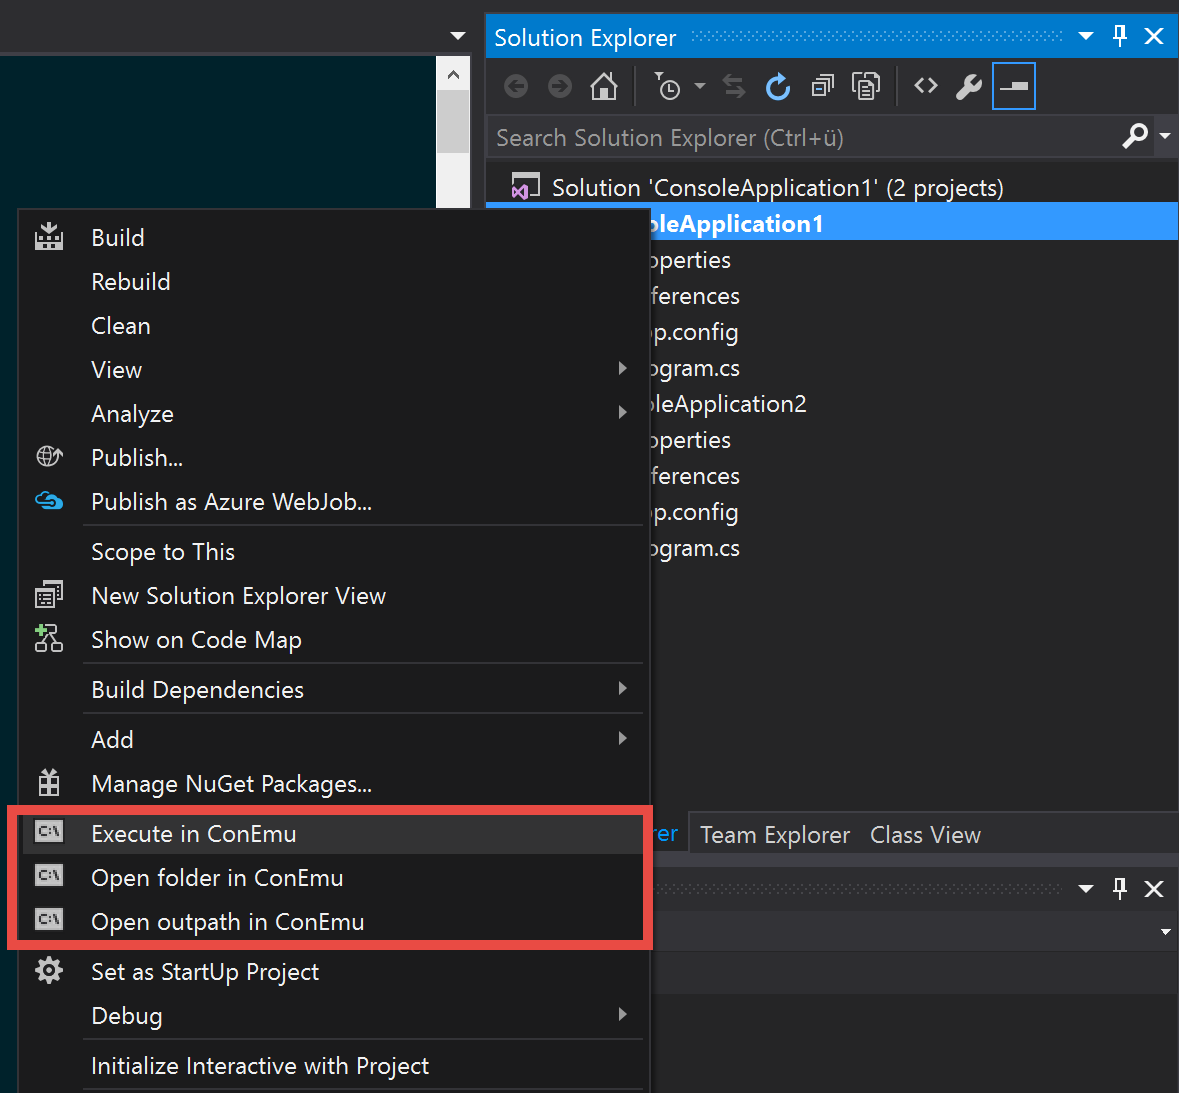 Solution Explorer
Search Solution Explorer (Ctrl+ü)
Solution 'ConsoleApplication1' (2 projects)
oleApplication1
operties
ferences
pp.config
ogram.cs
oleApplication2
operties
ferences
pp.config
ogram.cs
Build
Rebuild
Clean
View
Analyze
Publish...
Publish as Azure WebJob...
Scope to This
New Solution Explorer View
Show on Code Map
Build Dependencies
Add
Manage NuGet Packages...
C:\ Execute in ConEmu
C:\ Open folder in ConEmu
C:\ Open outpath in ConEmu
Set as StartUp Project
Debug
Initialize Interactive with Project
rer Team Explorer Class View